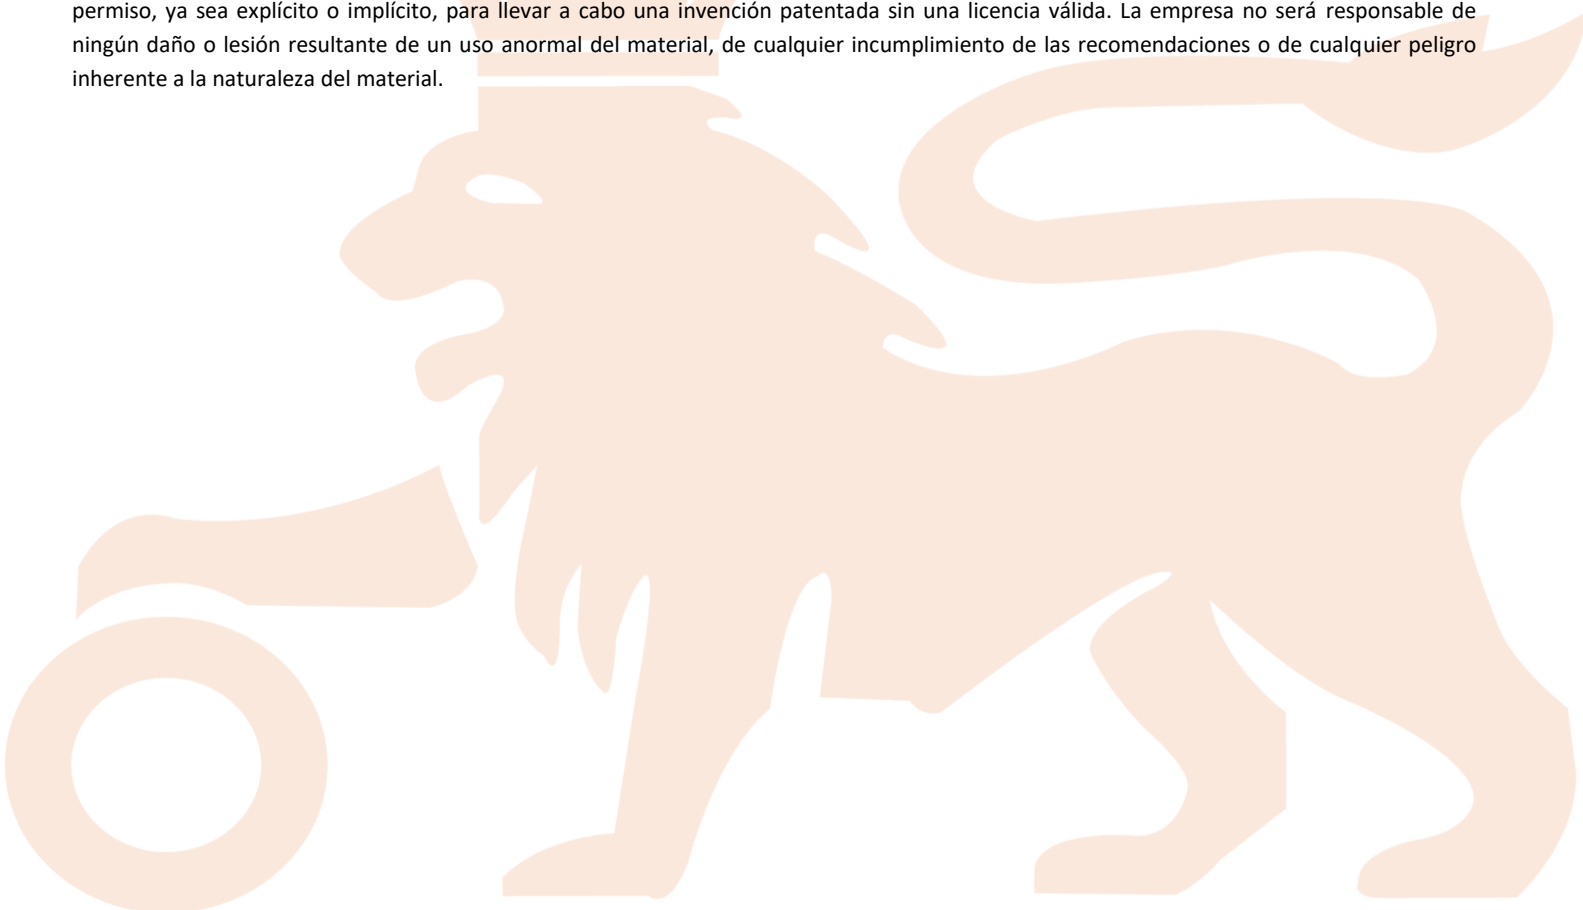 permiso, ya sea explícito o implícito, para llevar a cabo una invención patentada sin una licencia válida. La empresa no será responsable de
ningún daño o lesión resultante de un uso anormal del material, de cualquier incumplimiento de las recomendaciones o de cualquier peligro
inherente a la naturaleza del material.